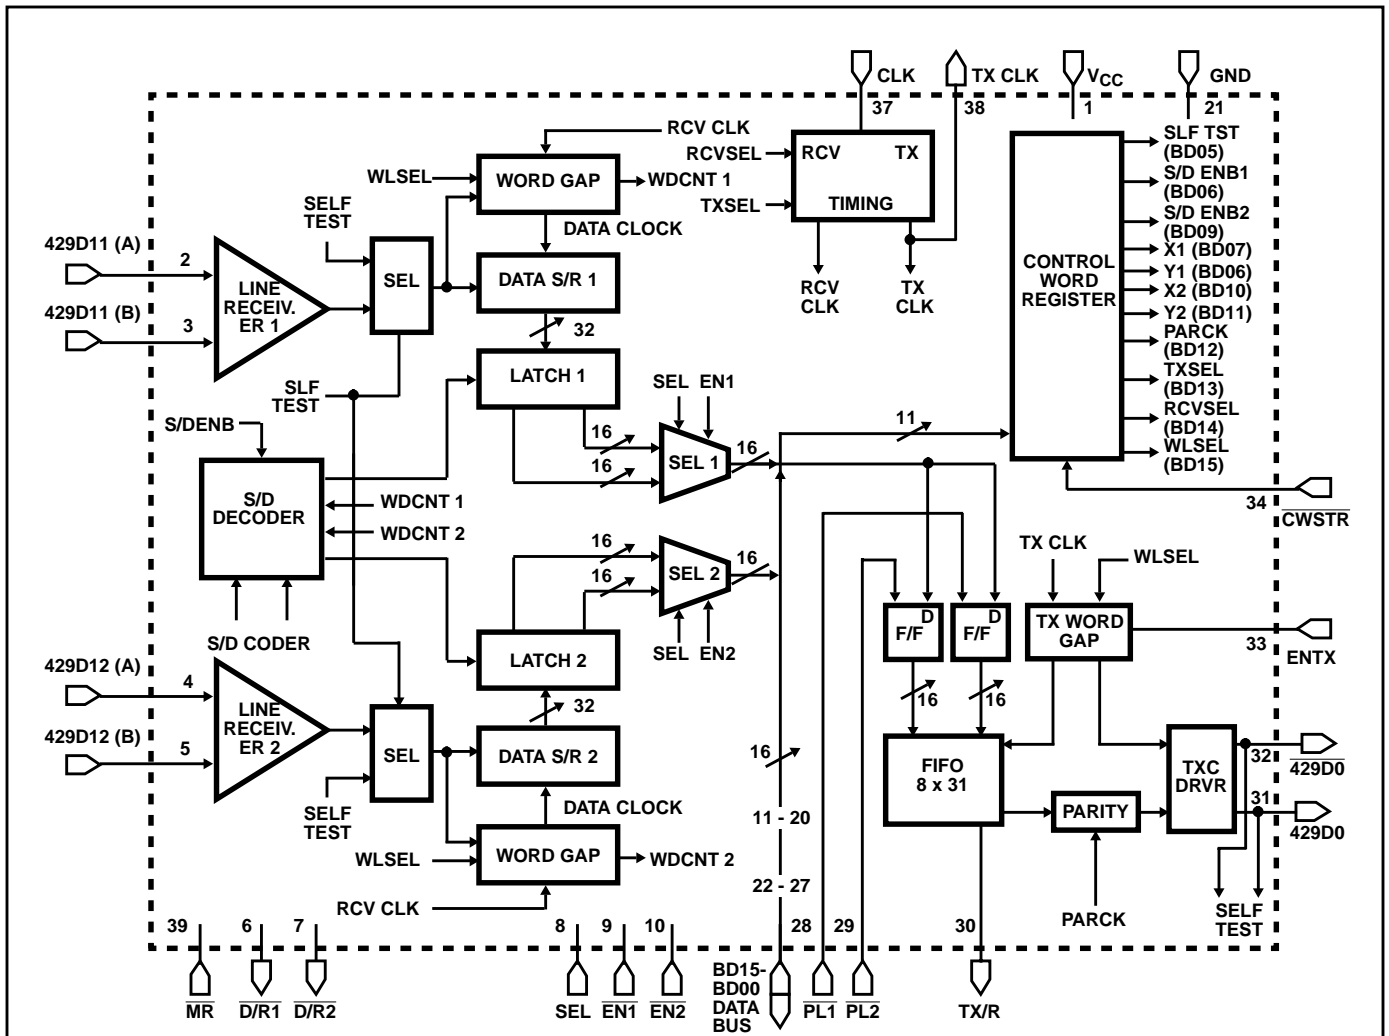 CLK
TX CLK
VCC
GND
37
38
1
21
RCV CLK
RCVSEL
RCV
TX
TXSEL
TIMING
RCV
CLK
TX
CLK
WLSEL
WORD GAP
WDCNT 1
SELF
TEST
DATA CLOCK
429D11 (A)
2
429D11 (B)
3
LINE
RECEIV.
ER 1
SEL
DATA S/R 1
32
LATCH 1
CONTROL
WORD
REGISTER
SLF TST
(BD05)
S/D ENB1
(BD06)
S/D ENB2
(BD09)
X1 (BD07)
Y1 (BD06)
X2 (BD10)
Y2 (BD11)
PARCK
(BD12)
TXSEL
(BD13)
RCVSEL
(BD14)
WLSEL
(BD15)
34
CWSTR
SLF
TEST
S/DENB
S/D
DECODER
WDCNT 1
WDCNT 2
S/D CODER
SEL
EN1
16
16
SEL 1
16
11
16
16
SEL 2
16
SEL
EN2
LATCH 2
32
429D12 (A)
4
429D12 (B)
5
LINE
RECEIV.
ER 2
SEL
DATA S/R 2
SELF
TEST
DATA CLOCK
WLSEL
WORD GAP
WDCNT 2
RCV CLK
TX CLK
WLSEL
D
F/F
D
F/F
TX WORD
GAP
33
ENTX
16
16
16
FIFO
8 x 31
PARITY
TXC
DRVR
32
429D0
31
429D0
11 - 20
22 - 27
PARCK
SELF
TEST
39
6
7
8
9
10
28
29
30
MR
D/R1
D/R2
SEL
EN1
EN2
BD15-
BD00
DATA
BUS
PL1
PL2
TX/R